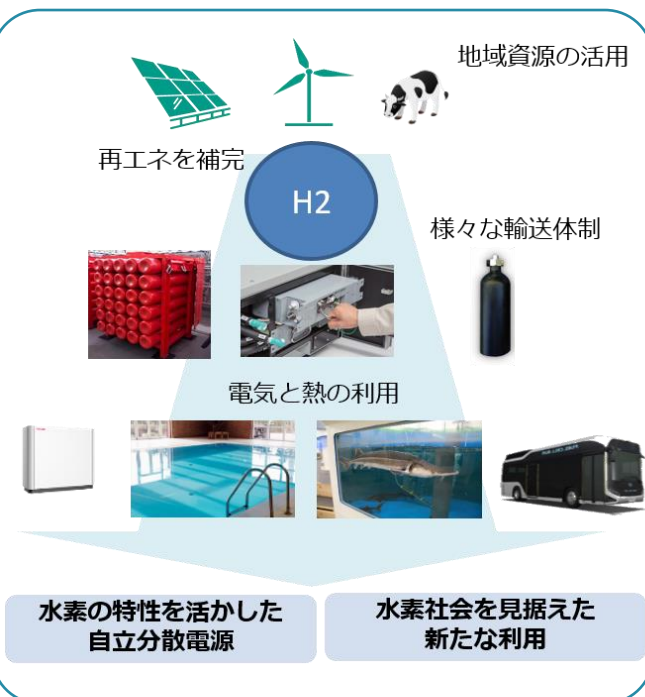 地域資源の活用
再エネを補完
H2
様々な輸送体制
電気と熱の利用
水素の特性を活かした
自立分散電源
水素社会を見据えた
新たな利用